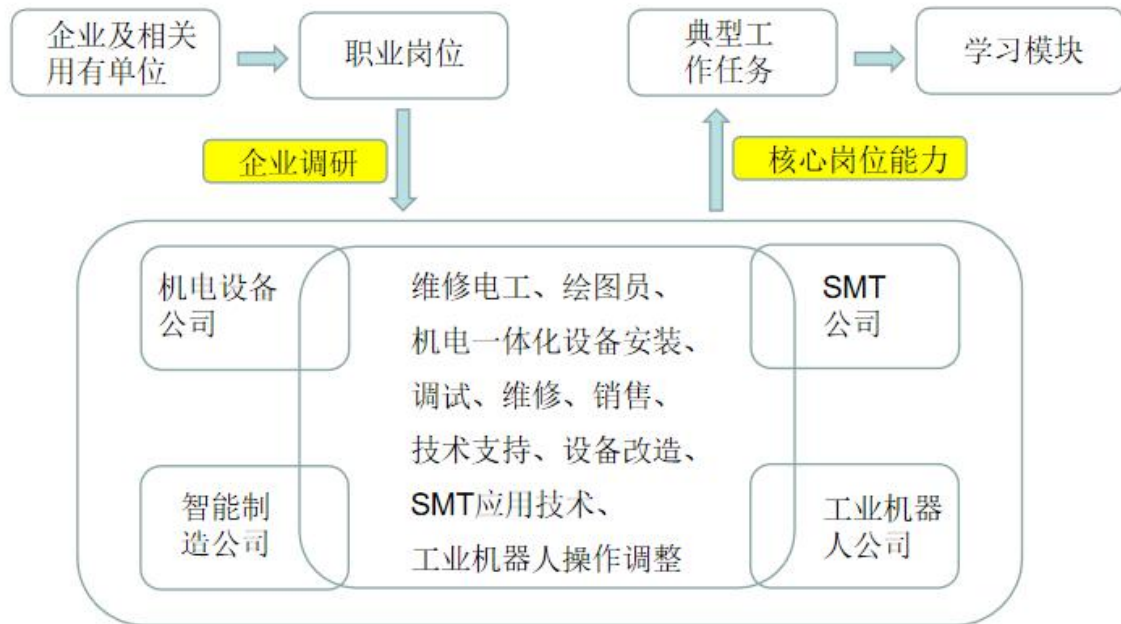 企业及相关
用有单位
职业岗位
典型工
作任务
学习模块
企业调研
核心岗位能力
机电设备
公司
维修电工、绘图员、
机电一体化设备安装、
调试、维修、销售、
技术支持、设备改造、
SMT应用技术、
工业机器人操作调整
SMT
公司
智能制
造公司
工业机器
人公司